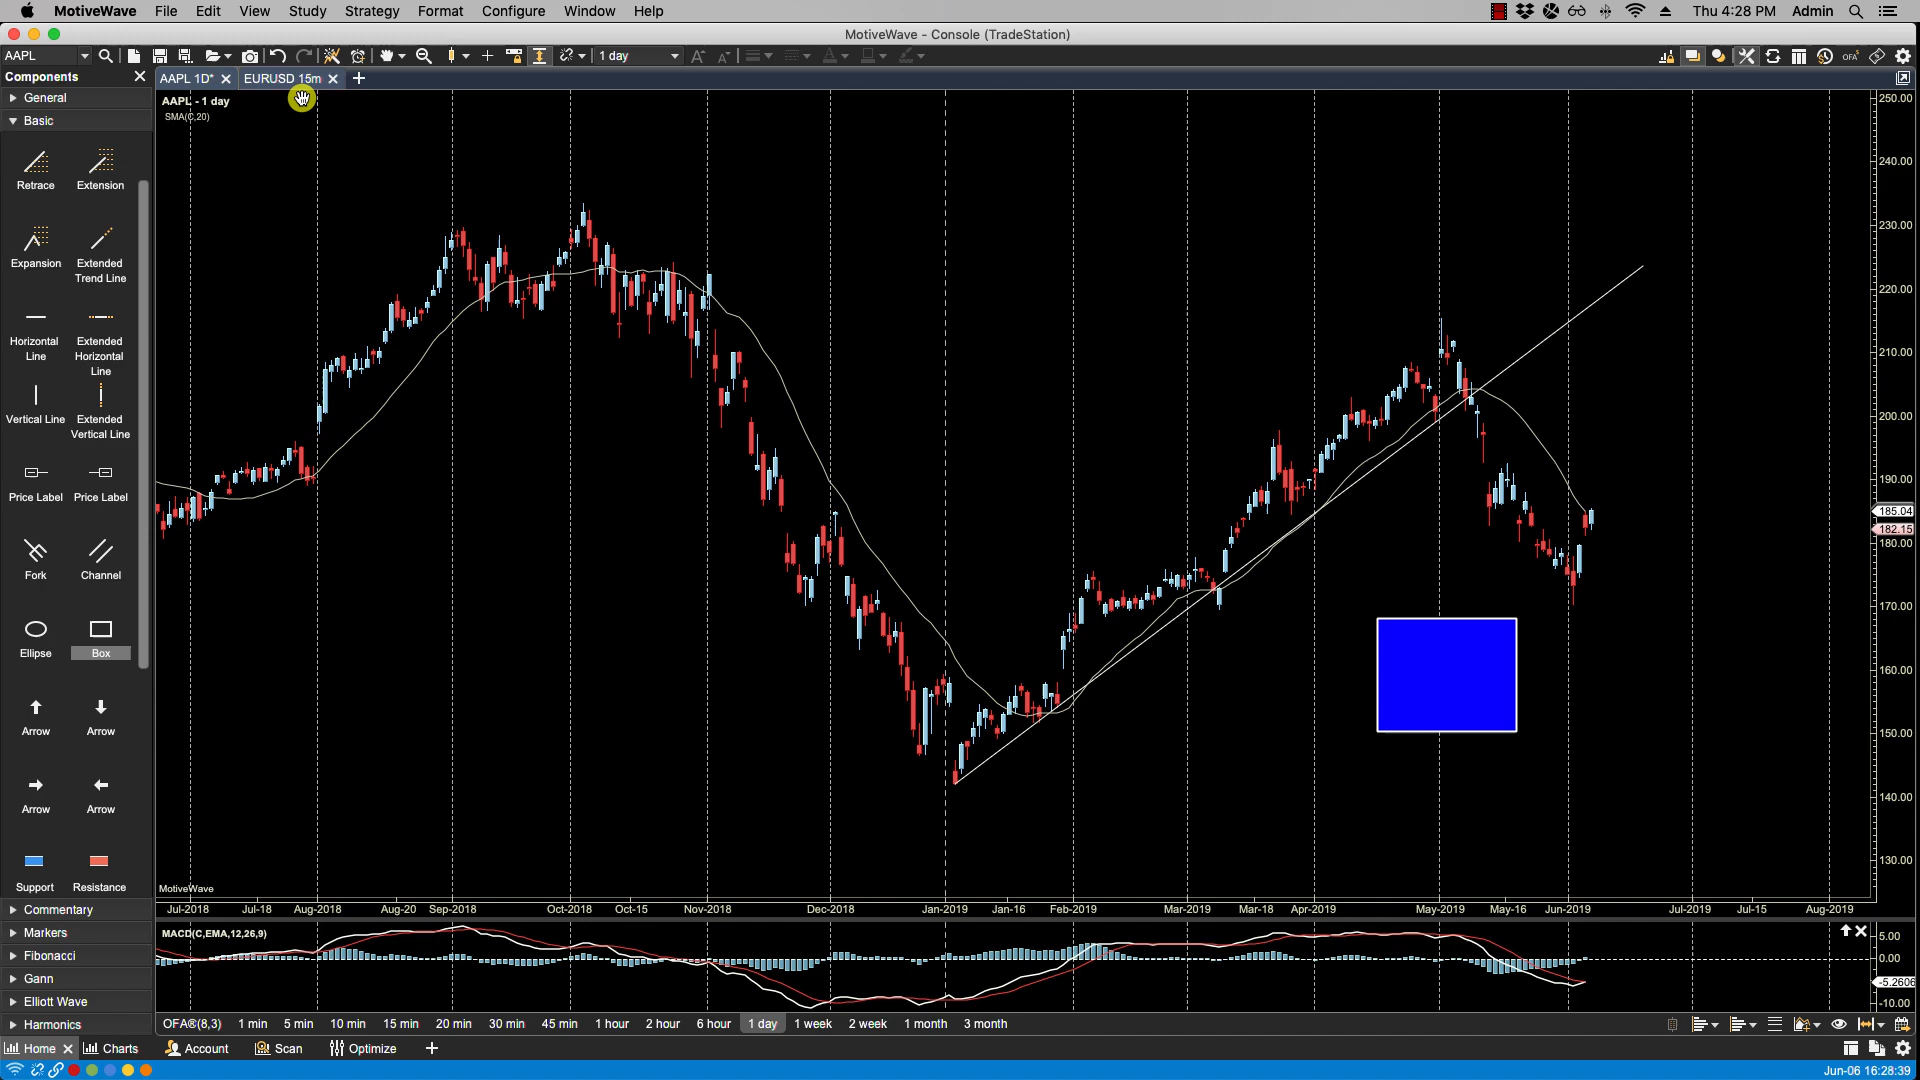 MotiveWave File Edit View Study Strategy Format Configure Window Help
Thu 4:28 PM Admin
MotiveWave - Console (TradeStation)
AAPL
1 day
OFA
Components
AAPL 1D*
EURUSD 15m
General
Basic
Retrace
Extension
Expansion
Extended
Trend Line
Horizontal
Line
Extended
Horizontal
Line
Vertical Line
Extended
Vertical Line
Price Label
Price Label
Fork
Channel
Ellipse
Box
Arrow
Arrow
Arrow
Arrow
Support
Resistance
Commentary
Markers
Fibonacci
Gann
Elliott Wave
Harmonics
AAPL - 1 day
SMA(C,20)
250.00
240.00
230.00
220.00
210.00
200.00
190.00
185.04
182.15
180.00
170.00
160.00
150.00
140.00
130.00
MotiveWave
Jul-2018 Jul-18 Aug-2018 Aug-20 Sep-2018 Oct-2018 Oct-15 Nov-2018 Dec-2018 Jan-2019 Jan-16 Feb-2019 Mar-2019 Mar-18 Apr-2019 May-2019 May-16 Jun-2019 Jul-2019 Jul-15 Aug-2019
MACD(C,EMA,12,26,9)
5.00
0.00
-5.2606
-10.00
OFA®(8,3) 1 min 5 min 10 min 15 min 20 min 30 min 45 min 1 hour 2 hour 6 hour 1 day 1 week 2 week 1 month 3 month
Home
Charts
Account
Scan
Optimize
Jun-06 16:28:39